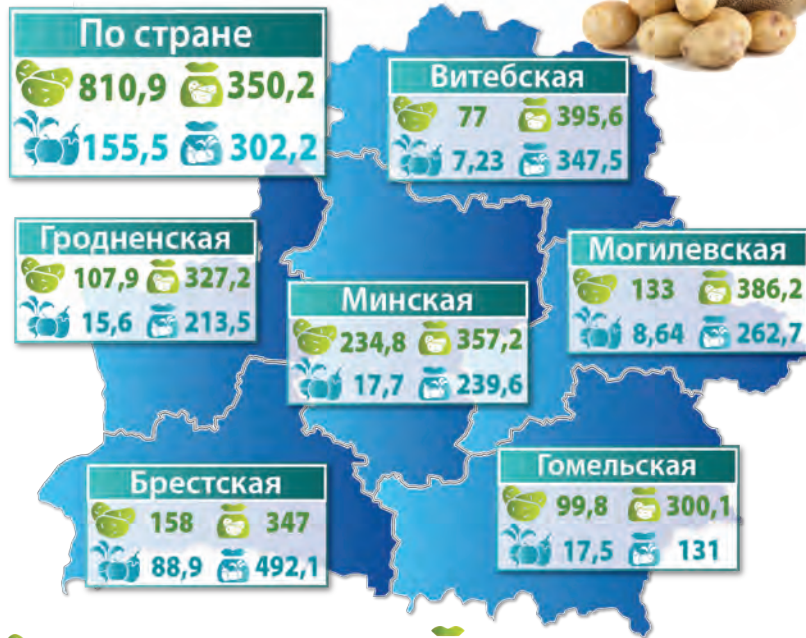 По стране
810,9 350,2
155,5 302,2
Витебская
77 395,6
7,23 347,5
Гродненская
107,9 327,2
15,6 213,5
Минская
234,8 357,2
17,7 239,6
Могилевская
133 386,2
8,64 262,7
Брестская
158 347
88,9 492,1
Гомельская
99,8 300,1
17,5 131